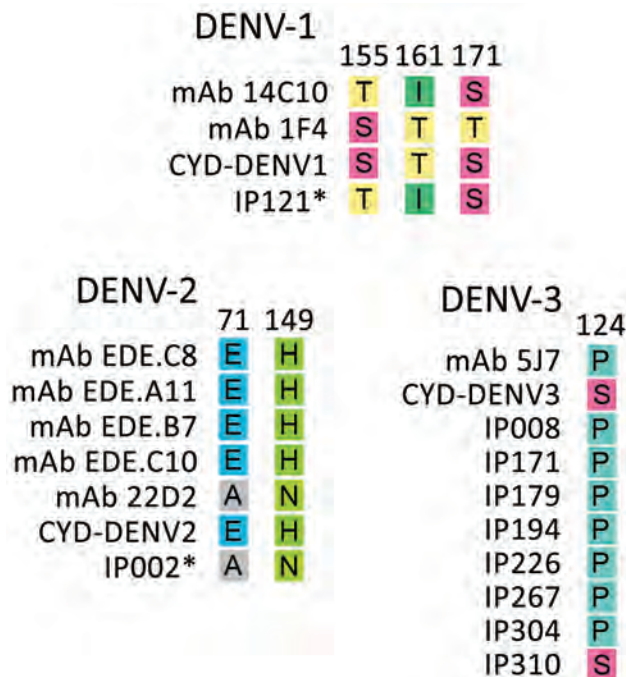 DENV-1
155 161 171
mAb 14C10 T I S
mAb 1F4 S T T
CYD-DENV1 S T S
IP121* T I S
DENV-2
71 149
mAb EDE.C8 E H
mAb EDE.A11 E H
mAb EDE.B7 E H
mAb EDE.C10 E H
mAb 22D2 A N
CYD-DENV2 E H
IP002* A N
DENV-3
124
mAb 5J7 P
CYD-DENV3 S
IP008 P
IP171 P
IP179 P
IP194 P
IP226 P
IP267 P
IP304 P
IP310 S